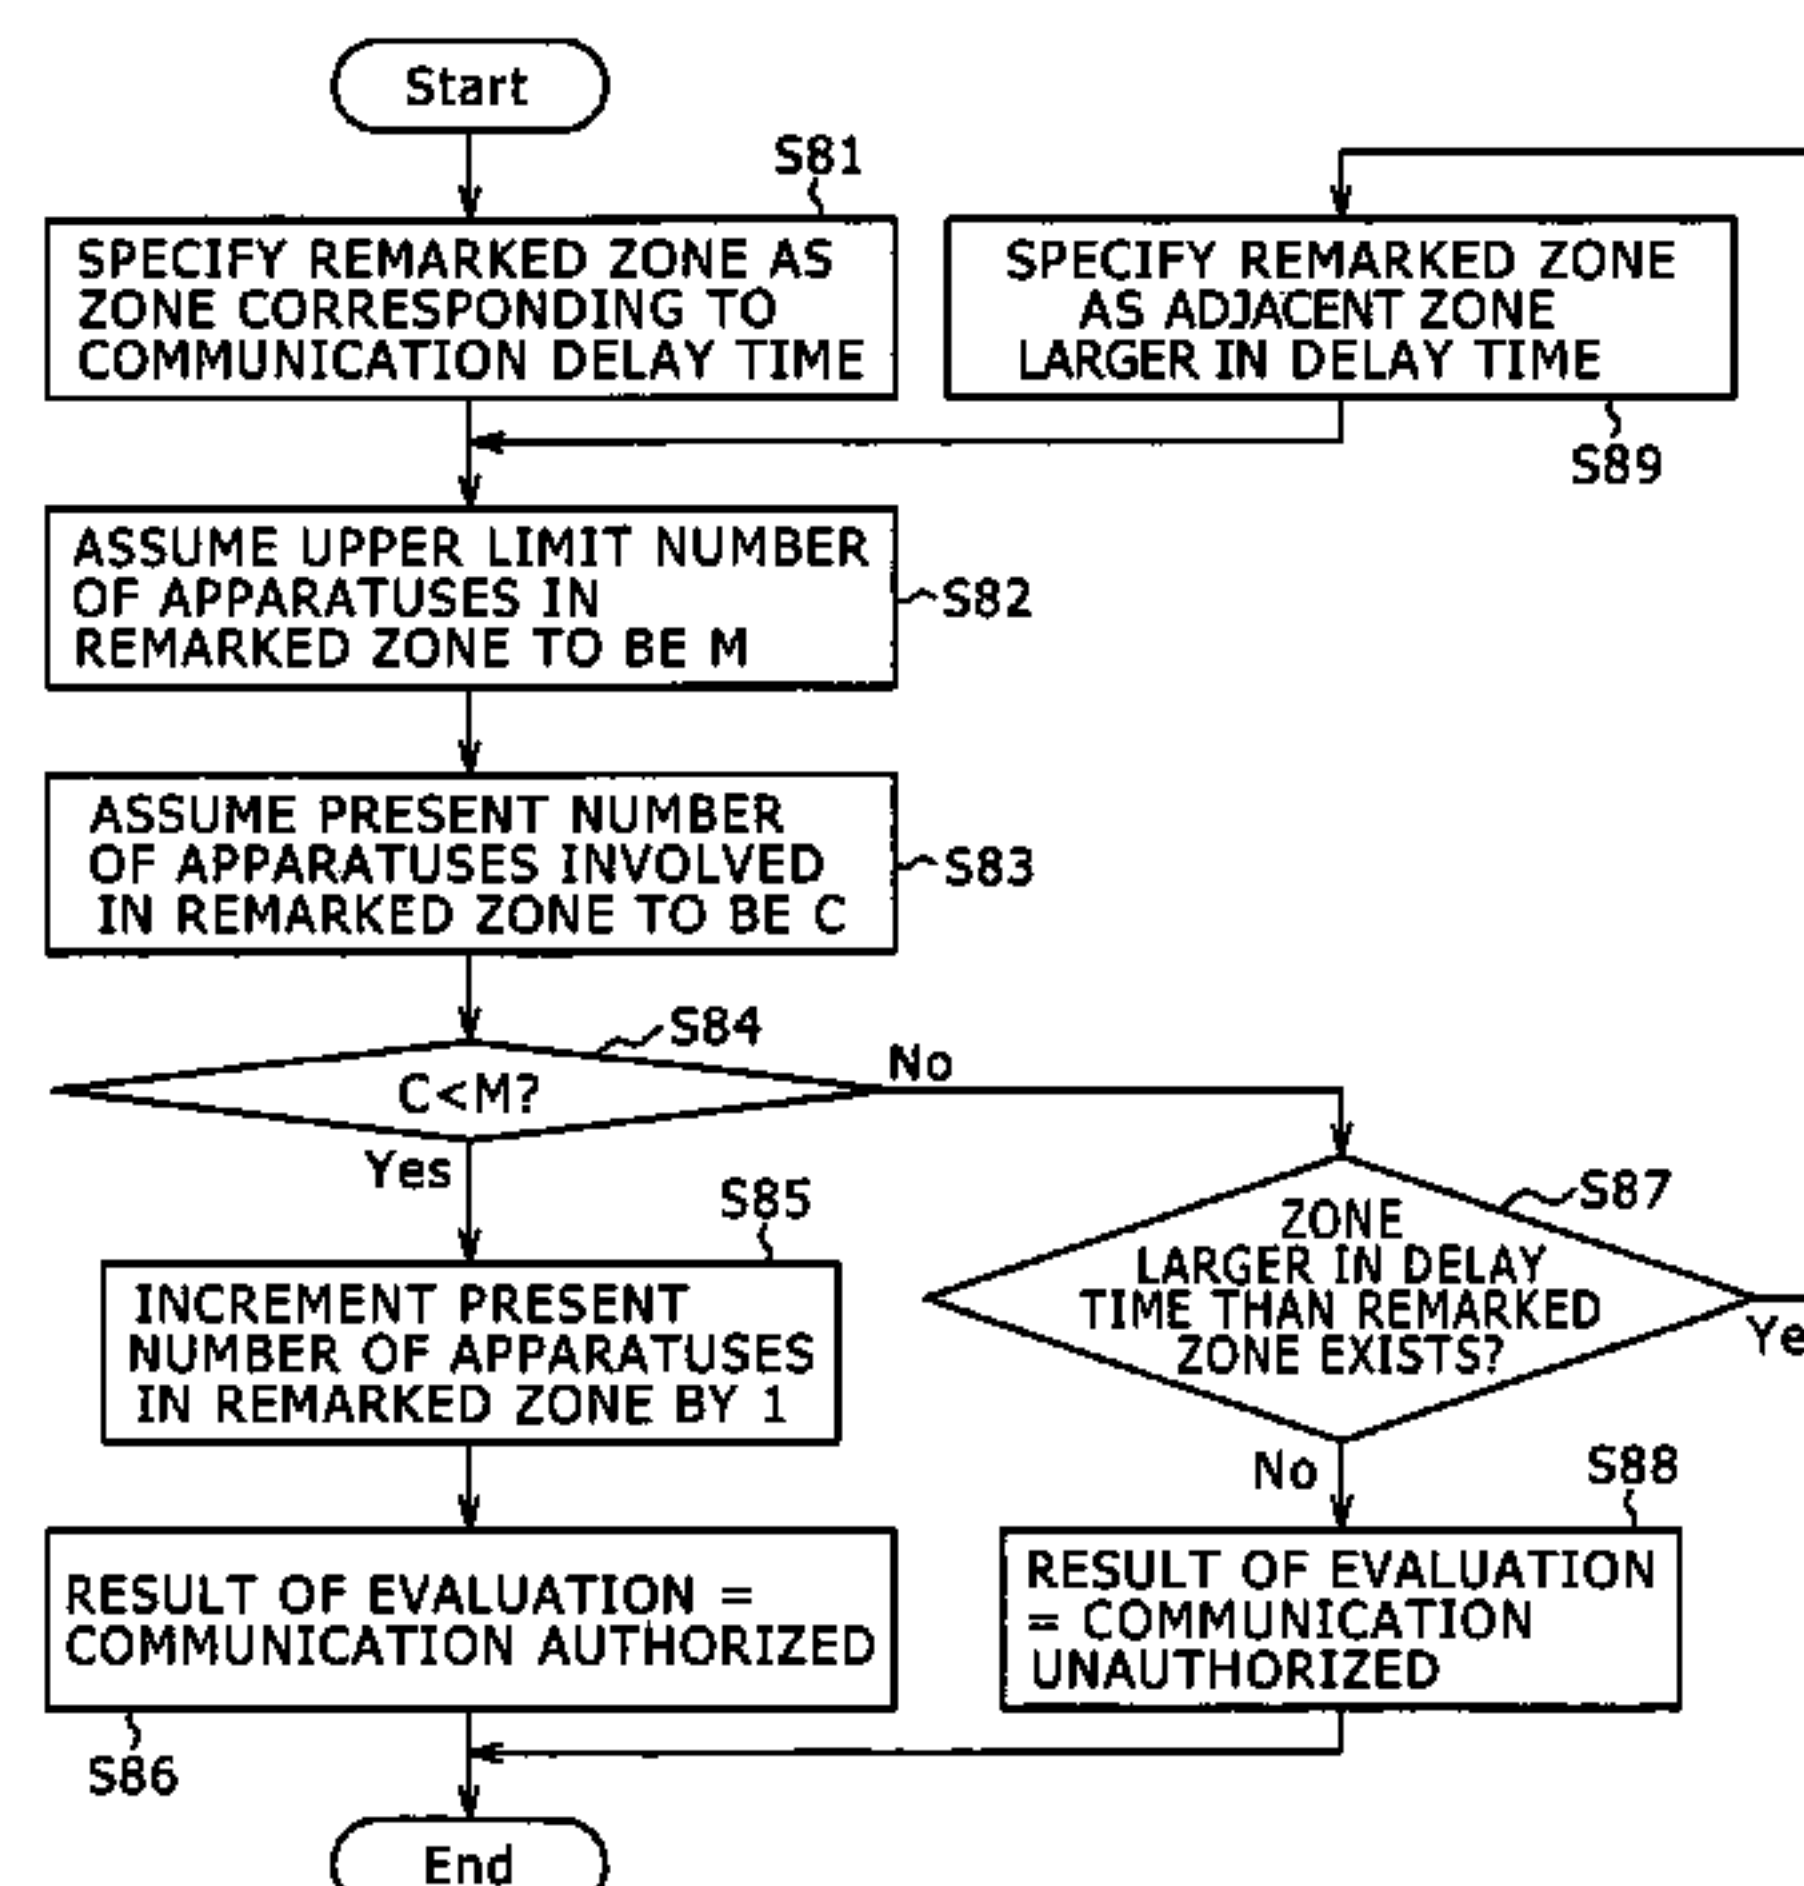 Start
S81
SPECIFY REMARKED ZONE AS
ZONE CORRESPONDING TO
COMMUNICATION DELAY TIME
SPECIFY REMARKED ZONE
AS ADJACENT ZONE
LARGER IN DELAY TIME
S89
ASSUME UPPER LIMIT NUMBER
OF APPARATUSES IN
REMARKED ZONE TO BE M
S82
ASSUME PRESENT NUMBER
OF APPARATUSES INVOLVED
IN REMARKED ZONE TO BE C
S83
S84
C<M?
No
Yes
S85
INCREMENT PRESENT
NUMBER OF APPARATUSES
IN REMARKED ZONE BY 1
S87
ZONE
LARGER IN DELAY
TIME THAN REMARKED
ZONE EXISTS?
Ye
No
S88
RESULT OF EVALUATION =
COMMUNICATION AUTHORIZED
S86
RESULT OF EVALUATION
= COMMUNICATION
UNAUTHORIZED
End